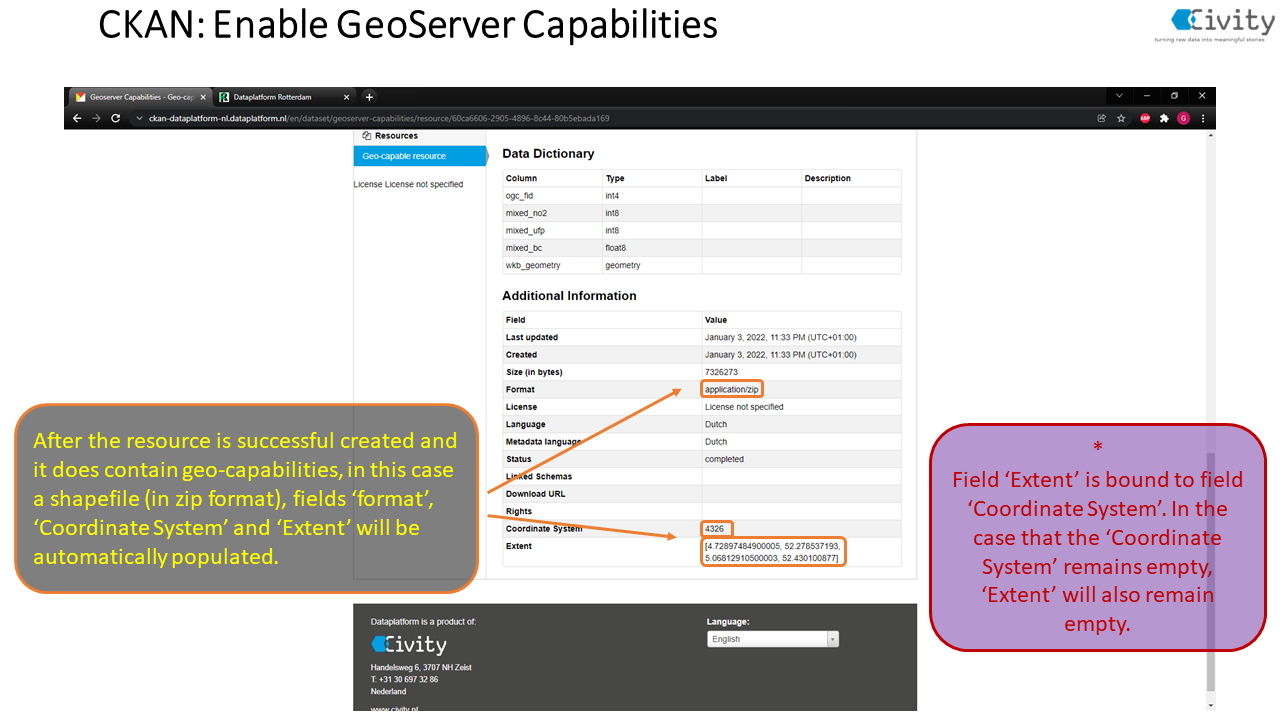 CKAN: Enable GeoServer Capabilities
Civity
turning raw data into meaningful stories
Geoserver Capabilities - Geo-cap
Dataplatform Rotterdam
ckan-dataplatform-nl.dataplatform.nl/en/dataset/geoserver-capabilities/resource/60ca6606-2905-4896-8c44-80b5ebada169
ABP
G
Resources
Geo-capable resource
License License not specified
Data Dictionary
Column Type Label Description
ogc_fid int4
mixed_no2 int8
mixed_ufp int8
mixed_bc float8
wkb_geometry geometry
Additional Information
Field Value
Last updated January 3, 2022, 11:33 PM (UTC+01:00)
Created January 3, 2022, 11:33 PM (UTC+01:00)
Size (in bytes) 7326273
Format application/zip
License License not specified
Language Dutch
Metadata language Dutch
Status completed
Linked Schemas
Download URL
Rights
Coordinate System 4326
Extent [4.72897484900005, 52.278537193,
5.06812910500003, 52.430100877]
After the resource is successful created and
it does contain geo-capabilities, in this case
a shapefile (in zip format), fields ‘format’,
‘Coordinate System’ and ‘Extent’ will be
automatically populated.
*
Field ‘Extent’ is bound to field
‘Coordinate System’. In the
case that the ‘Coordinate
System’ remains empty,
‘Extent’ will also remain
empty.
Dataplatform is a product of:
Civity
Handelsweg 6, 3707 NH Zeist
T: +31 30 697 32 86
Nederland
www.civity.nl
Language:
English